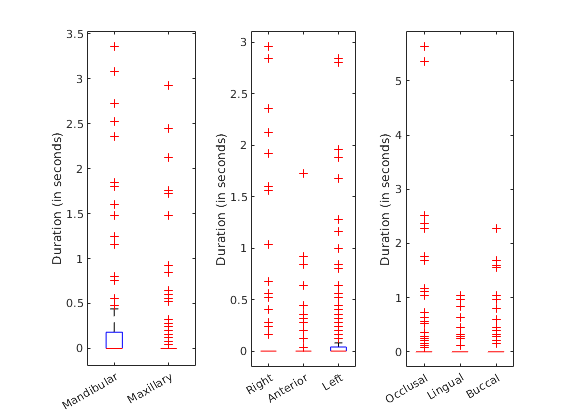 Duration (in seconds)
3.5
3
2.5
2
1.5
1
0.5
0
Mandibular
Maxillary
Duration (in seconds)
3
2.5
2
1.5
1
0.5
0
Right
Anterior
Left
Duration (in seconds)
5
4
3
2
1
0
Occlusal
Lingual
Buccal